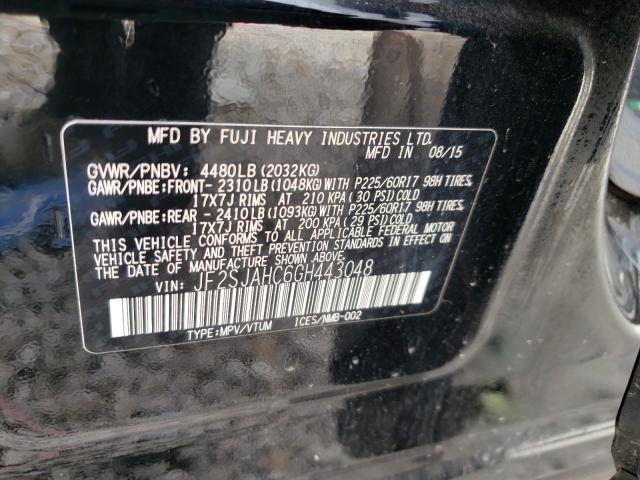 MFD BY FUJI HEAVY INDUSTRIES LTD.
MFD IN 08/15
GVWR/PNBV: 4480LB (2032KG)
GAWR/PNBE:FRONT- 2310LB (1048KG) WITH P225/60R17 98H TIRES,
17X7J RIMS AT 210 KPA (30 PSI) COLD
GAWR/PNBE:REAR - 2410LB (1093KG) WITH P225/60R17 98H TIRES,
17X7J RIMS AT 200 KPA (29 PSI) COLD
THIS VEHICLE CONFORMS TO ALL APPLICABLE FEDERAL MOTOR
VEHICLE SAFETY, BUMPER, AND THEFT PREVENTION STANDARDS IN EFFECT ON
THE DATE OF MANUFACTURE SHOWN ABOVE.
VIN: JF2SJAHC6GH443048
TYPE:MPV/VTUM ICES/NMB-002